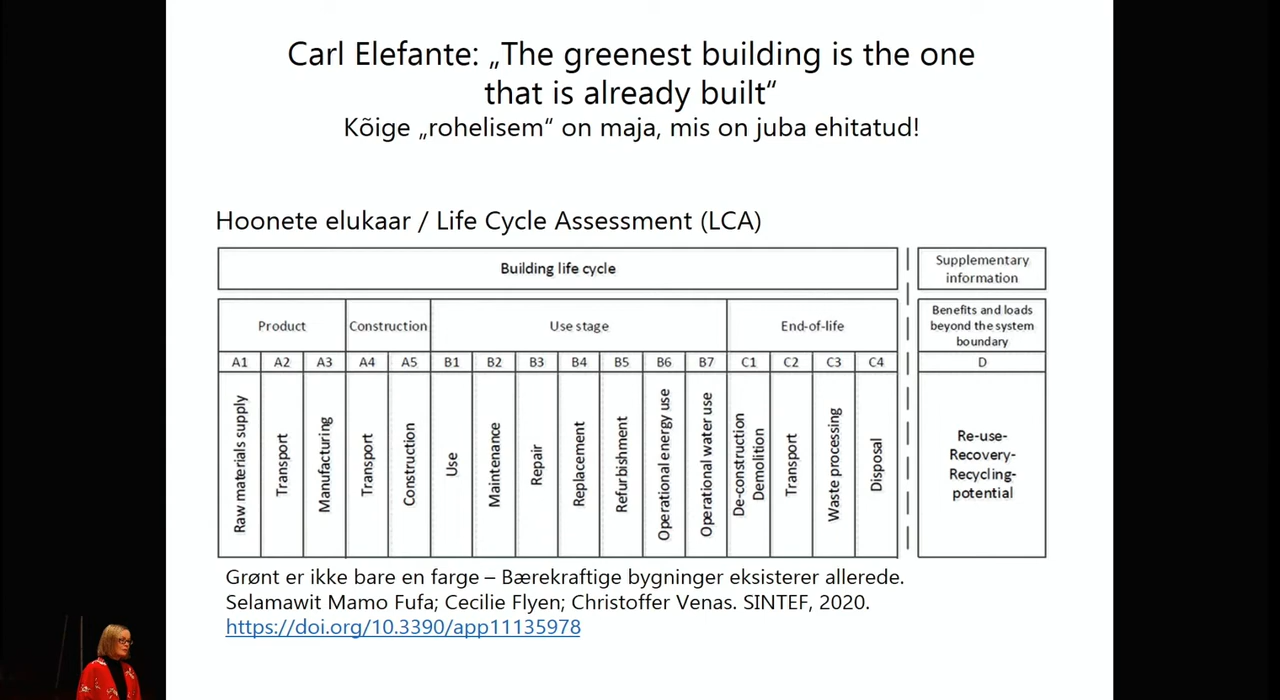 Carl Elefante: „The greenest building is the one
that is already built“
Kõige „rohelisem“ on maja, mis on juba ehitatud!
Hoonete elukaar / Life Cycle Assessment (LCA)
Building life cycle
Supplementary
information
Product
Construction
Use stage
End-of-life
Benefits and loads
beyond the system
boundary
A1
A2
A3
A4
A5
B1
B2
B3
B4
B5
B6
B7
C1
C2
C3
C4
D
Raw materials supply
Transport
Manufacturing
Transport
Construction
Use
Maintenance
Repair
Replacement
Refurbishment
Operational energy use
Operational water use
De-construction
Demolition
Transport
Waste processing
Disposal
Re-use-
Recovery-
Recycling-
potential
Grønt er ikke bare en farge – Bærekraftige bygninger eksisterer allerede.
Selamawit Mamo Fufa; Cecilie Flyen; Christoffer Venas. SINTEF, 2020.
https://doi.org/10.3390/app11135978